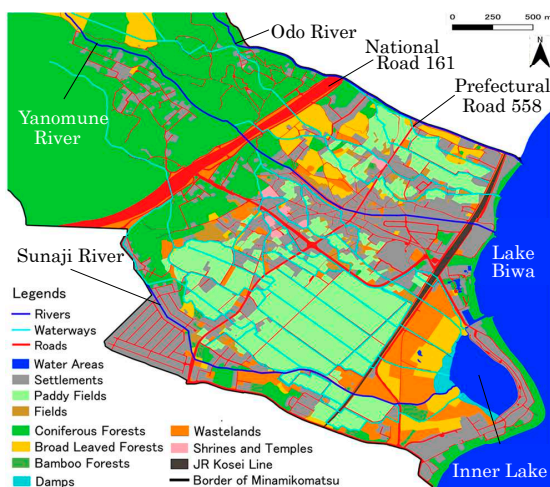 0 250 500 m
N
Odo River
National
Road 161
Prefectural
Road 558
Yanomune
River
Sunaji River
Lake
Biwa
Inner Lake
Legends
Rivers
Waterways
Roads
Water Areas
Settlements
Paddy Fields
Fields
Coniferous Forests
Broad Leaved Forests
Bamboo Forests
Damps
Wastelands
Shrines and Temples
JR Kosei Line
Border of Minamikomatsu